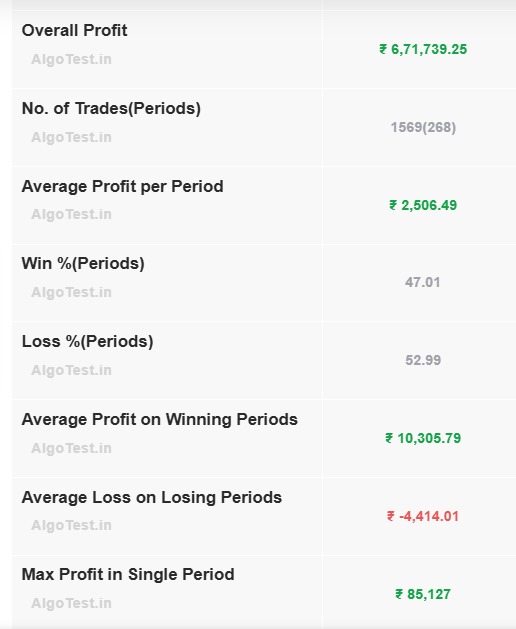 Overall Profit
AlgoTest.in
₹ 6,71,739.25
No. of Trades(Periods)
AlgoTest.in
1569(268)
Average Profit per Period
AlgoTest.in
₹ 2,506.49
Win %(Periods)
AlgoTest.in
47.01
Loss %(Periods)
AlgoTest.in
52.99
Average Profit on Winning Periods
AlgoTest.in
₹ 10,305.79
Average Loss on Losing Periods
AlgoTest.in
₹ -4,414.01
Max Profit in Single Period
AlgoTest.in
₹ 85,127